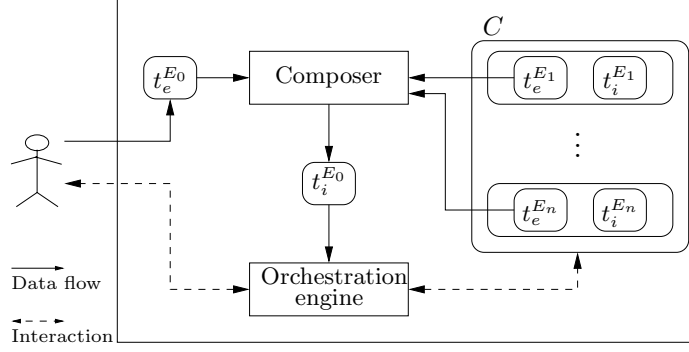 C
t_e^{E_0}
Composer
t_e^{E_1} t_i^{E_1}
⋮
t_i^{E_0}
t_e^{E_n} t_i^{E_n}
Orchestration
engine
Data flow
Interaction